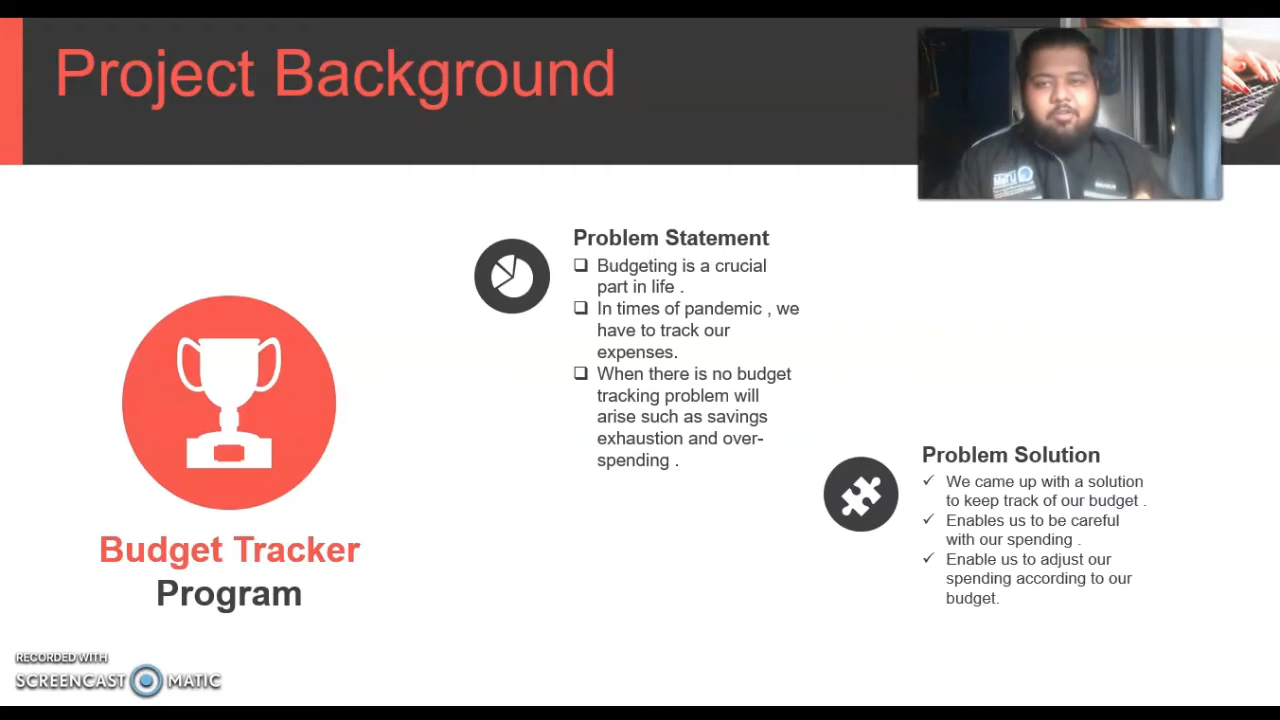 Project Background
Problem Statement
❑ Budgeting is a crucial
part in life .
❑ In times of pandemic , we
have to track our
expenses.
❑ When there is no budget
tracking problem will
arise such as savings
exhaustion and over-
spending .
Problem Solution
✓ We came up with a solution
to keep track of our budget .
✓ Enables us to be careful
with our spending .
✓ Enable us to adjust our
spending according to our
budget.
Budget Tracker
Program
RECORDED WITH
SCREENCAST MATIC